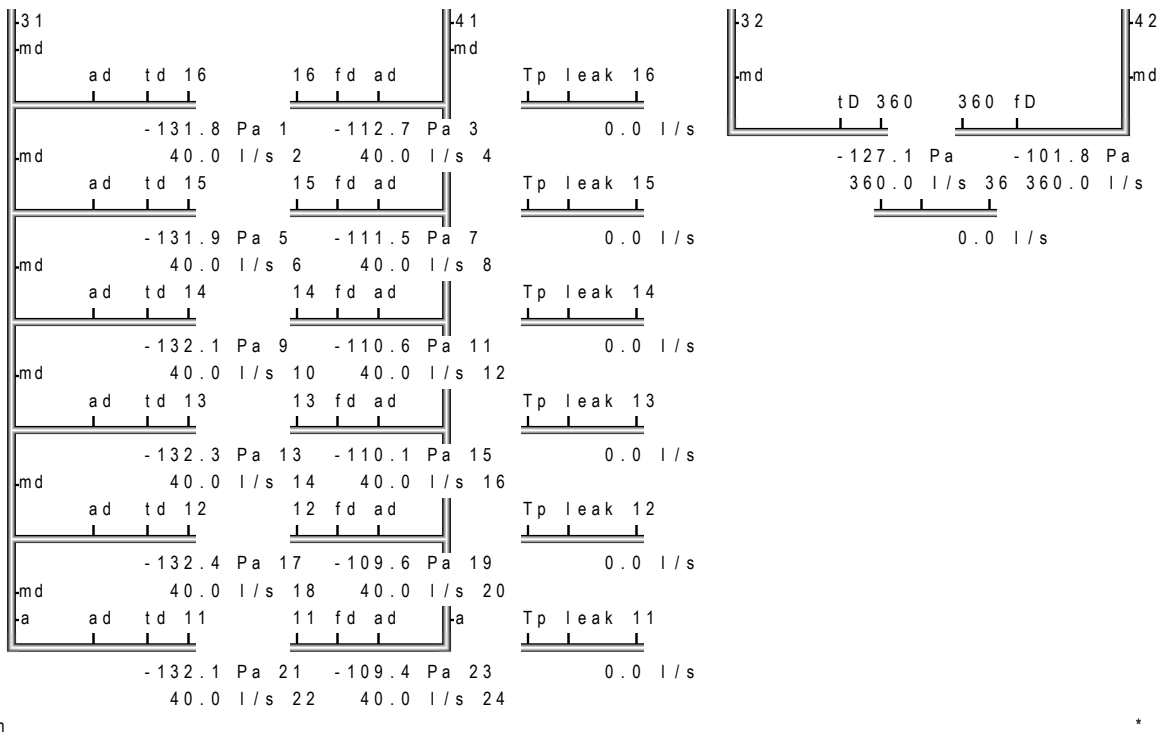 31 41 32 42
md md
ad td 16 16 fd ad Tp leak 16 md md
tD 360 360 fD
-131.8 Pa 1 -112.7 Pa 3 0.0 l/s
md 40.0 l/s 2 40.0 l/s 4 -127.1 Pa -101.8 Pa
ad td 15 15 fd ad Tp leak 15 360.0 l/s 36 360.0 l/s
-131.9 Pa 5 -111.5 Pa 7 0.0 l/s 0.0 l/s
md 40.0 l/s 6 40.0 l/s 8
ad td 14 14 fd ad Tp leak 14
-132.1 Pa 9 -110.6 Pa 11 0.0 l/s
md 40.0 l/s 10 40.0 l/s 12
ad td 13 13 fd ad Tp leak 13
-132.3 Pa 13 -110.1 Pa 15 0.0 l/s
md 40.0 l/s 14 40.0 l/s 16
ad td 12 12 fd ad Tp leak 12
-132.4 Pa 17 -109.6 Pa 19 0.0 l/s
md 40.0 l/s 18 40.0 l/s 20
a ad td 11 11 fd ad a Tp leak 11
-132.1 Pa 21 -109.4 Pa 23 0.0 l/s
40.0 l/s 22 40.0 l/s 24
*